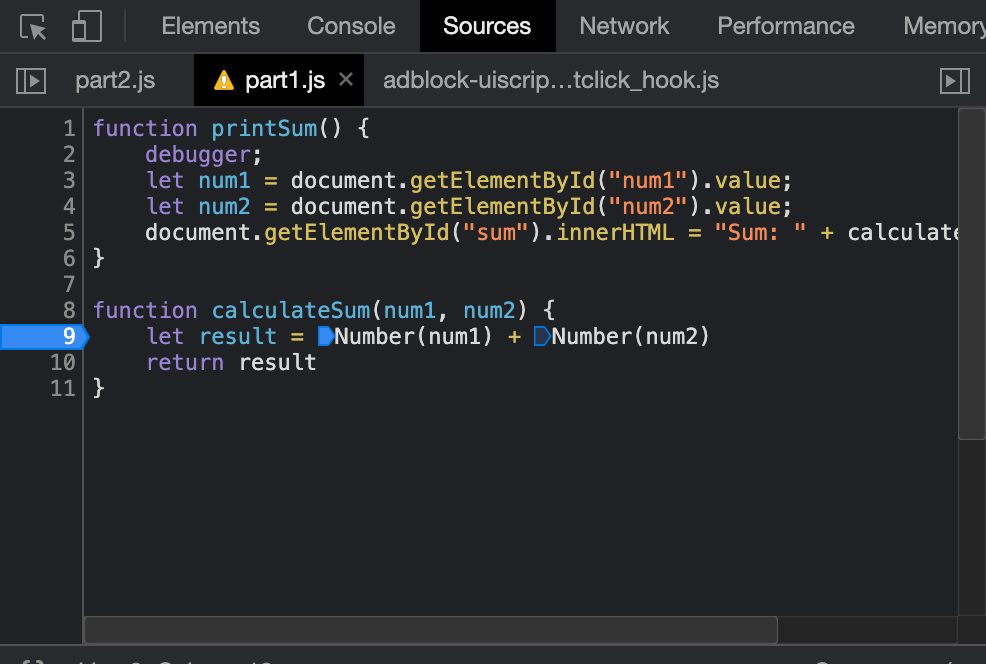 Elements Console Sources Network Performance Memory
part2.js part1.js × adblock-uiscrip…tclick_hook.js
1 function printSum() {
2     debugger;
3     let num1 = document.getElementById("num1").value;
4     let num2 = document.getElementById("num2").value;
5     document.getElementById("sum").innerHTML = "Sum: " + calculate
6 }
7
8 function calculateSum(num1, num2) {
9     let result = Number(num1) + Number(num2)
10     return result
11 }